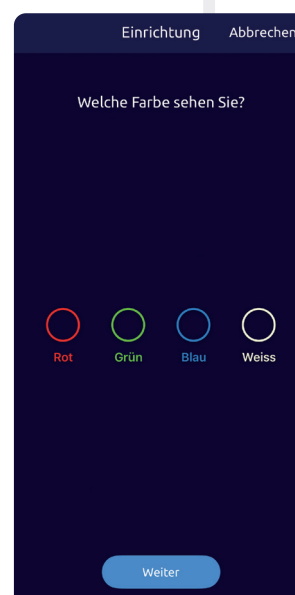 Einrichtung Abbrechen
Welche Farbe sehen Sie?
Rot Grün Blau Weiss
Weiter